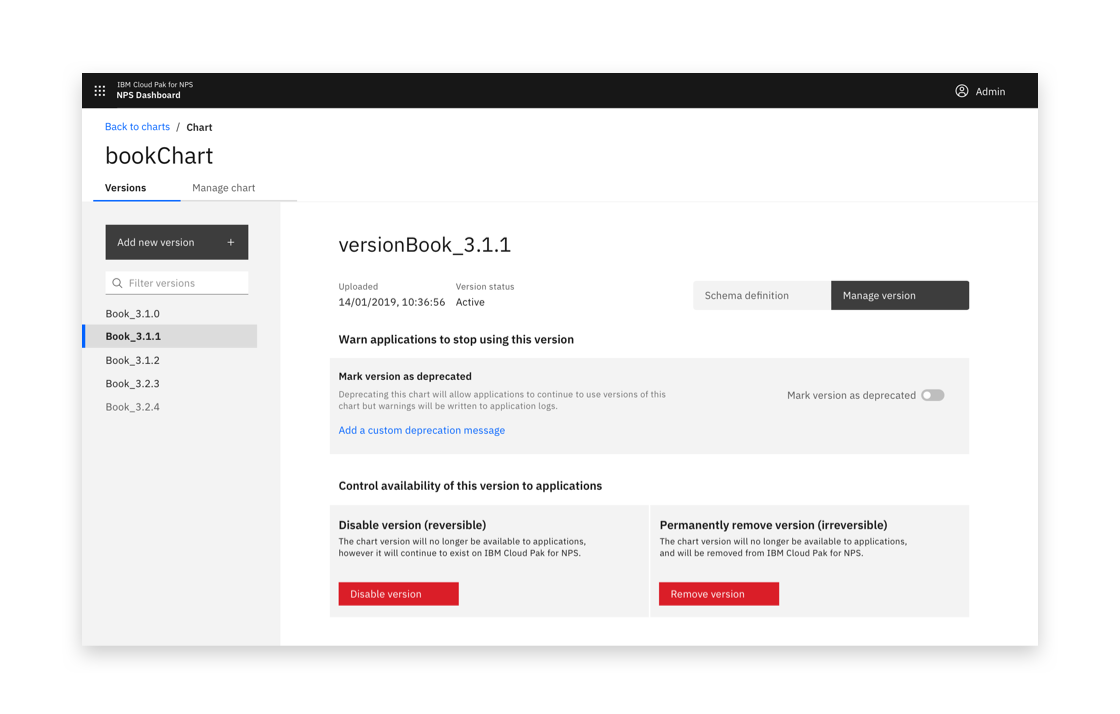 IBM Cloud Pak for NPS
NPS Dashboard
Admin
Back to charts / Chart
bookChart
Versions
Manage chart
Add new version +
Filter versions
Book_3.1.0
Book_3.1.1
Book_3.1.2
Book_3.2.3
Book_3.2.4
versionBook_3.1.1
Uploaded
14/01/2019, 10:36:56
Version status
Active
Schema definition
Manage version
Warn applications to stop using this version
Mark version as deprecated
Deprecating this chart will allow applications to continue to use versions of this
chart but warnings will be written to application logs.
Add a custom deprecation message
Mark version as deprecated
Control availability of this version to applications
Disable version (reversible)
The chart version will no longer be available to applications,
however it will continue to exist on IBM Cloud Pak for NPS.
Disable version
Permanently remove version (irreversible)
The chart version will no longer be available to applications,
and will be removed from IBM Cloud Pak for NPS.
Remove version